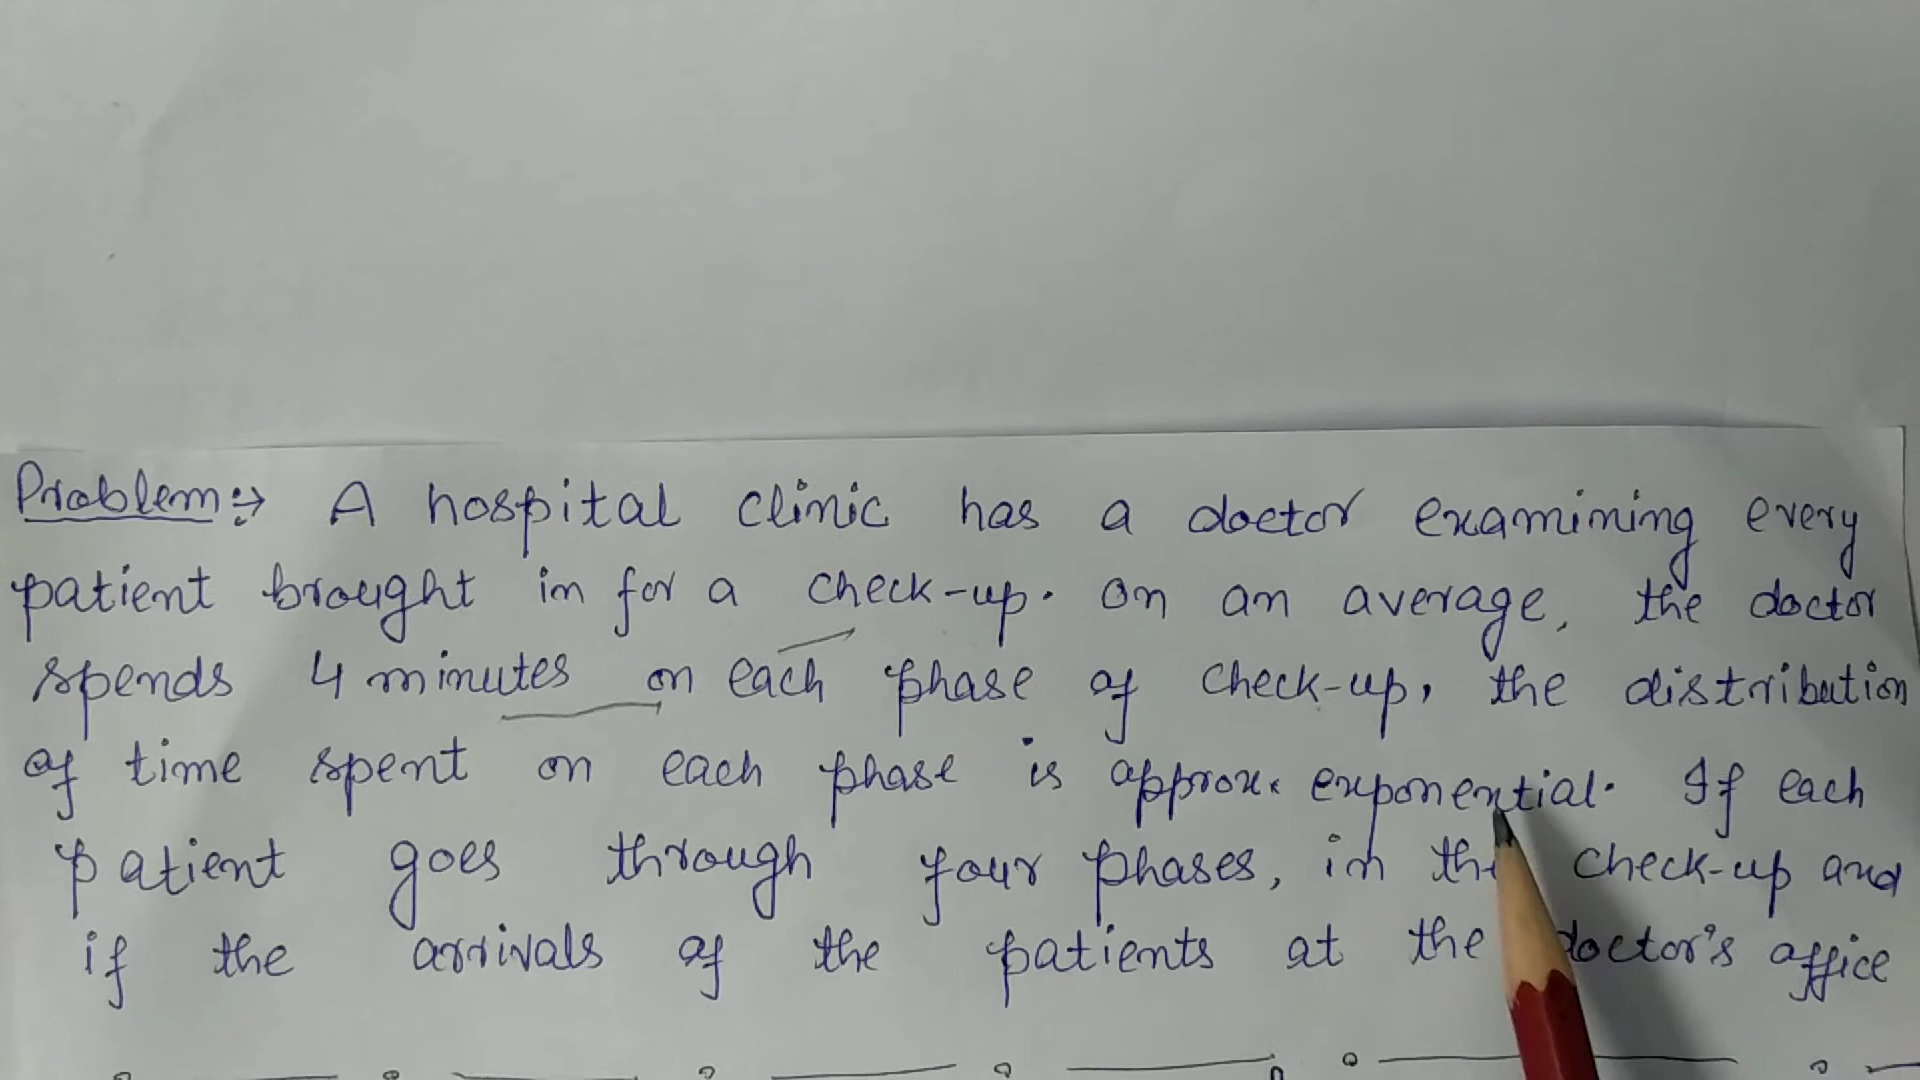 Problem:→ A hospital clinic has a doctor examining every
patient brought in for a check-up. On an average, the doctor
spends 4 minutes on each phase of check-up, the distribution
of time spent on each phase is approx. exponential. If each
patient goes through four phases, in the check-up and
if the arrivals of the patients at the doctor's office